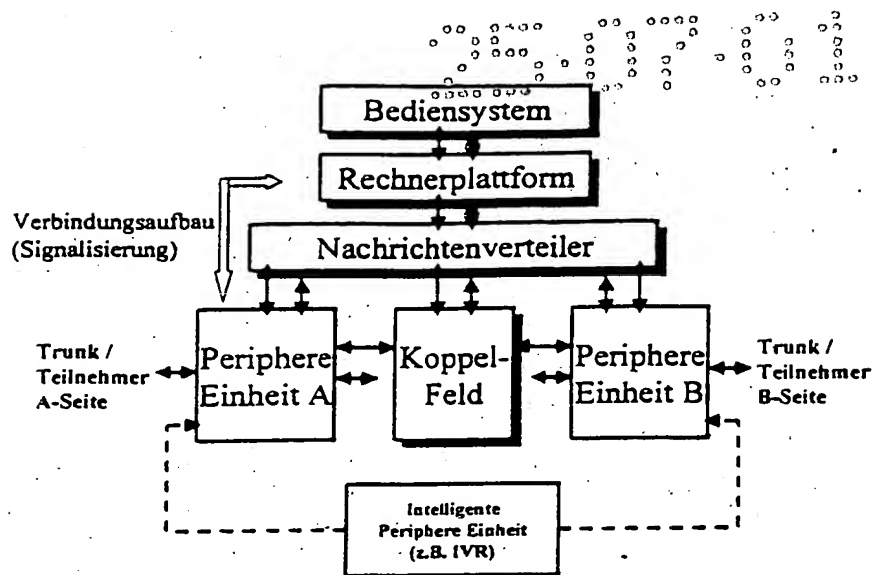 Bediensystem
Rechnerplattform
Verbindungsaufbau
(Signalisierung)
Nachrichtenverteiler
Trunk /
Teilnehmer
A-Seite
Periphere
Einheit A
Koppel-
Feld
Periphere
Einheit B
Trunk /
Teilnehmer
B-Seite
Intelligente
Periphere Einheit
(z.B. IVR)